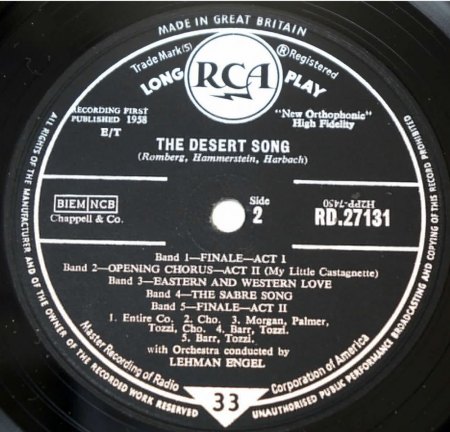 MADE IN GREAT BRITAIN
Trade Mark(s) ® Registered
LONG RCA PLAY
RECORDING FIRST
PUBLISHED 1958
E/T
"New Orthophonic"
High Fidelity
THE DESERT SONG
(Romberg, Hammerstein, Harbach)
BIEM NCB
Chappell & Co.
Side
2
H2PP-7450
RD.27131
Band 1—FINALE—ACT 1
Band 2—OPENING CHORUS—ACT II (My Little Castagnette)
Band 3—EASTERN AND WESTERN LOVE
Band 4—THE SABRE SONG
Band 5—FINALE—ACT II
1. Entire Co. 2. Cho. 3. Morgan, Palmer,
Tozzi, Cho. 4. Barr, Tozzi.
5. Barr, Tozzi.
with Orchestra conducted by
LEHMAN ENGEL
Master Recording of Radio Corporation of America
33
ALL RIGHTS OF THE MANUFACTURER AND OF THE OWNER OF THE RECORDED WORK RESERVED
UNAUTHORISED PUBLIC PERFORMANCE BROADCASTING AND COPYING OF THIS RECORD PROHIBITED